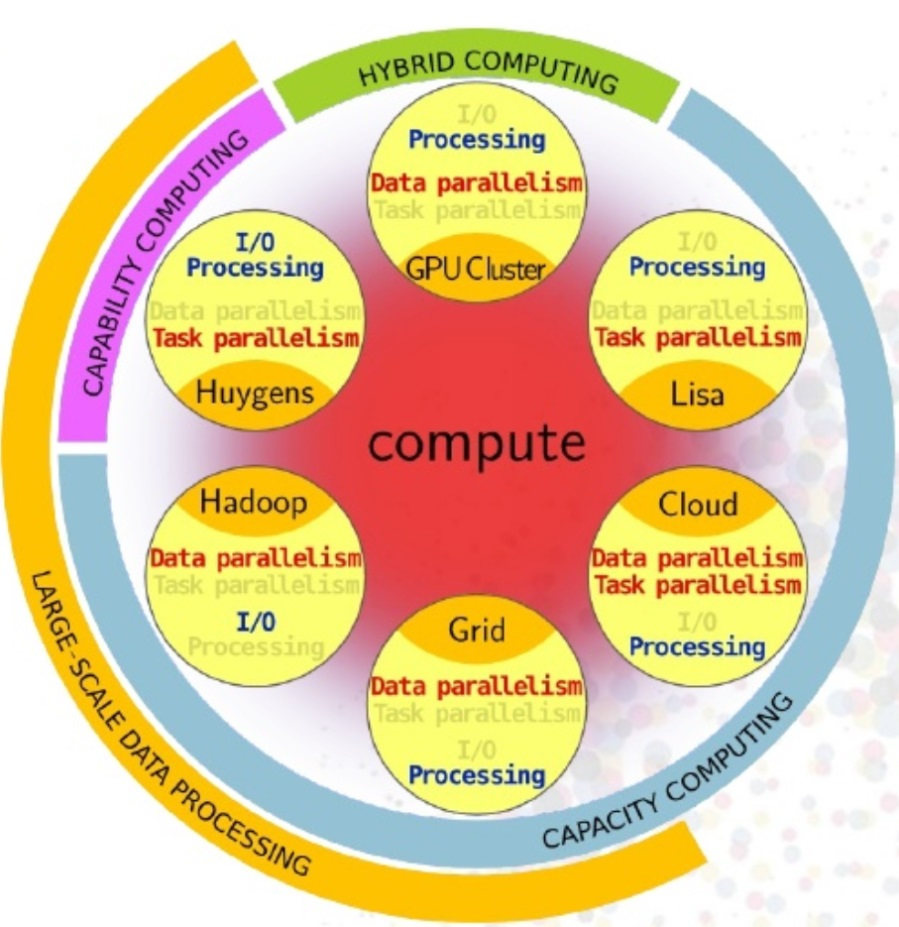 HYBRID COMPUTING
I/O
Processing
Data parallelism
Task parallelism
GPU Cluster
CAPABILITY COMPUTING
I/O
Processing
Data parallelism
Task parallelism
Huygens
I/O
Processing
Data parallelism
Task parallelism
Lisa
compute
Hadoop
Data parallelism
Task parallelism
I/O
Processing
Cloud
Data parallelism
Task parallelism
I/O
Processing
Grid
Data parallelism
Task parallelism
I/O
Processing
LARGE-SCALE DATA PROCESSING
CAPACITY COMPUTING